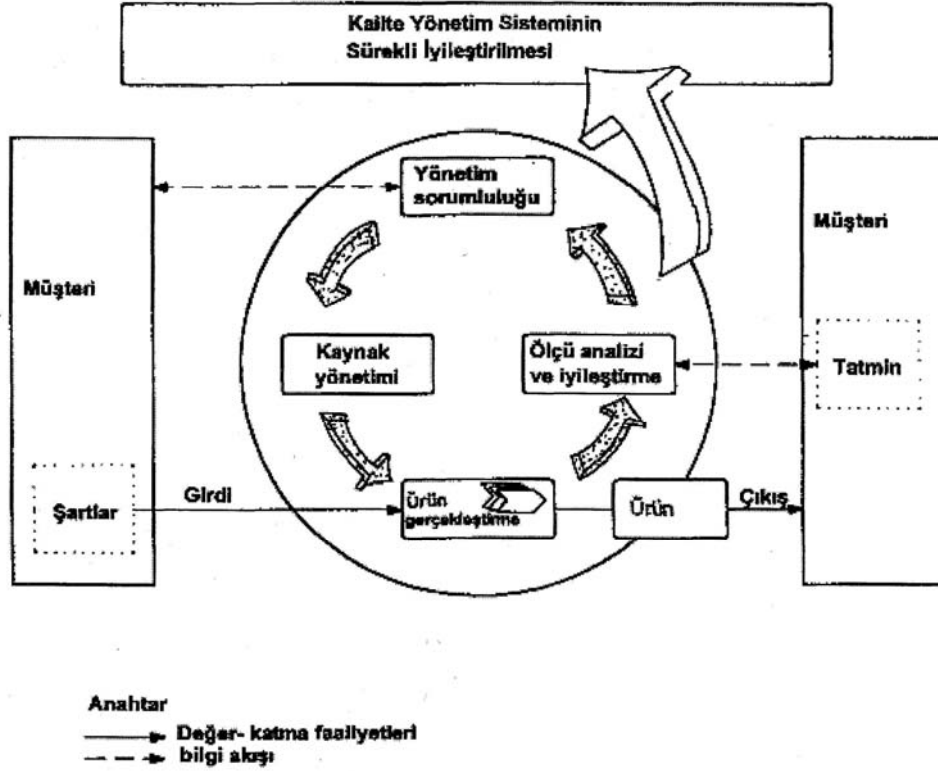 Kalite Yönetim Sisteminin
Sürekli İyileştirilmesi
Yönetim
sorumluluğu
Müşteri
Müşteri
Kaynak
yönetimi
Ölçü analizi
ve iyileştirme
Tatmin
Şartlar
Girdi
Ürün
gerçekleştirme
Ürün
Çıkış
Anahtar
Değer- katma faaliyetleri
bilgi akışı